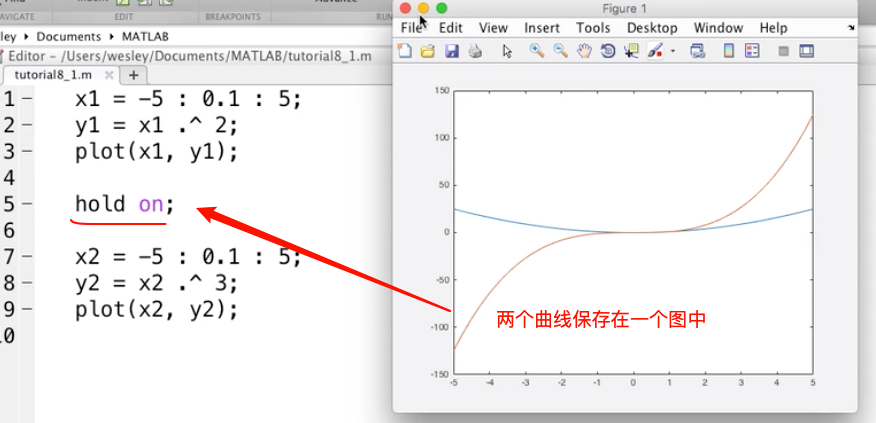 AVIGATE
EDIT
BREAKPOINTS
RUN
ley ▸ Documents ▸ MATLAB
Editor – /Users/wesley/Documents/MATLAB/tutorial8_1.m
tutorial8_1.m × +
1 – x1 = -5 : 0.1 : 5;
2 – y1 = x1 .^ 2;
3 – plot(x1, y1);
4
5 – hold on;
6
7 – x2 = -5 : 0.1 : 5;
8 – y2 = x2 .^ 3;
9 – plot(x2, y2);
Figure 1
File Edit View Insert Tools Desktop Window Help
150
100
50
0
-50
-100
-150
-5 -4 -3 -2 -1 0 1 2 3 4 5
两个曲线保存在一个图中